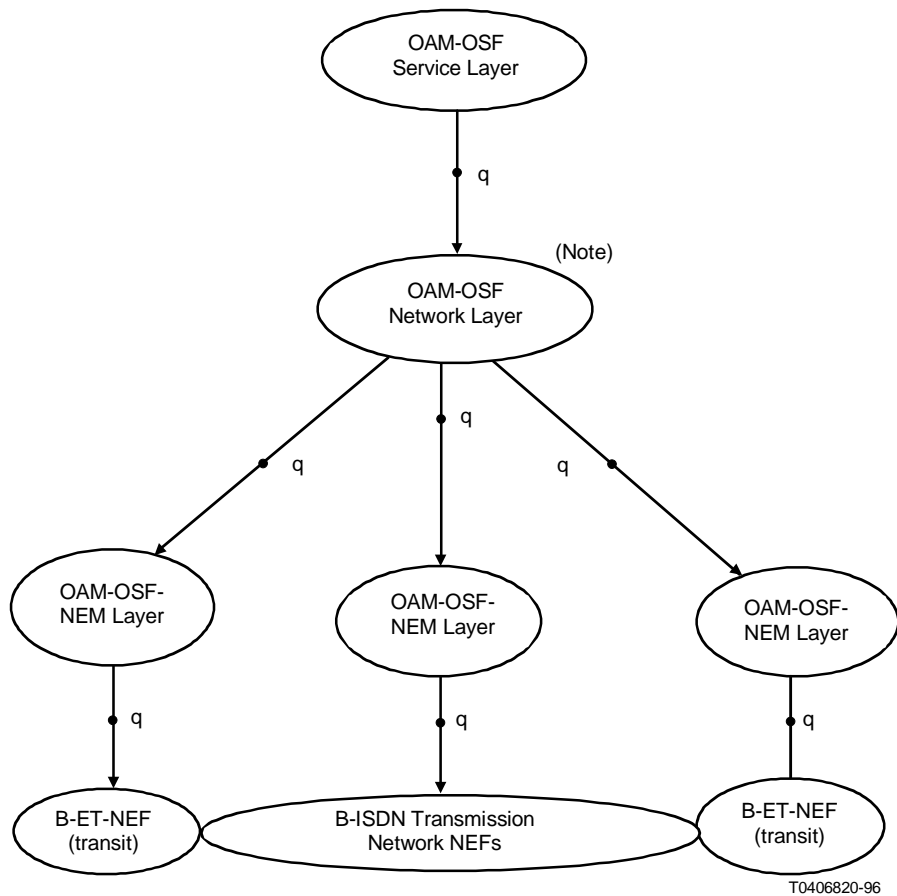 OAM-OSF
Service Layer
q
(Note)
OAM-OSF
Network Layer
q
q
q
OAM-OSF-
NEM Layer
OAM-OSF-
NEM Layer
OAM-OSF-
NEM Layer
q
q
q
B-ET-NEF
(transit)
B-ISDN Transmission
Network NEFs
B-ET-NEF
(transit)
T0406820-96